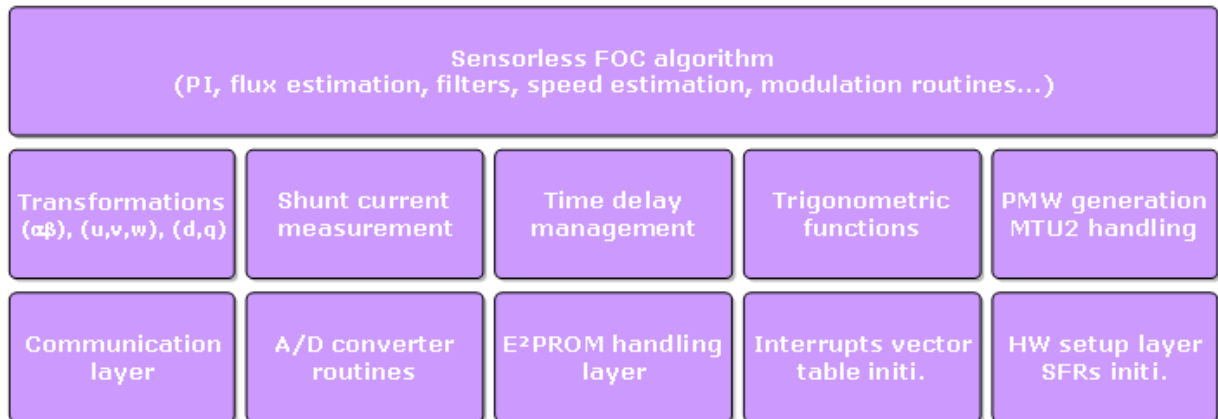 Sensorless FOC algorithm
(PI, flux estimation, filters, speed estimation, modulation routines...)
Transformations
(αβ), (u,v,w), (d,q)
Shunt current
measurement
Time delay
management
Trigonometric
functions
PMW generation
MTU2 handling
Communication
layer
A/D converter
routines
E²PROM handling
layer
Interrupts vector
table initi.
HW setup layer
SFRs initi.